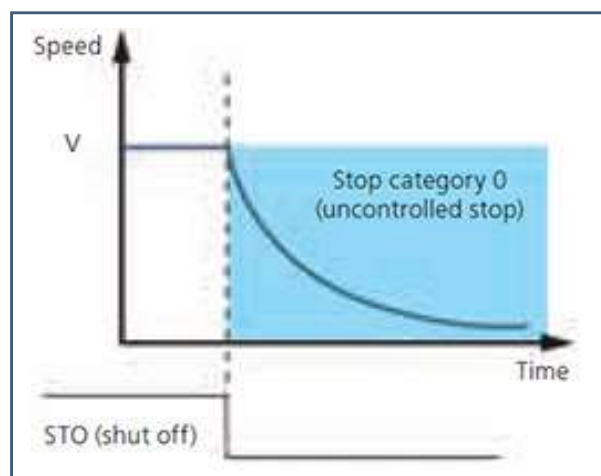 Speed
V
Stop category 0
(uncontrolled stop)
Time
STO (shut off)